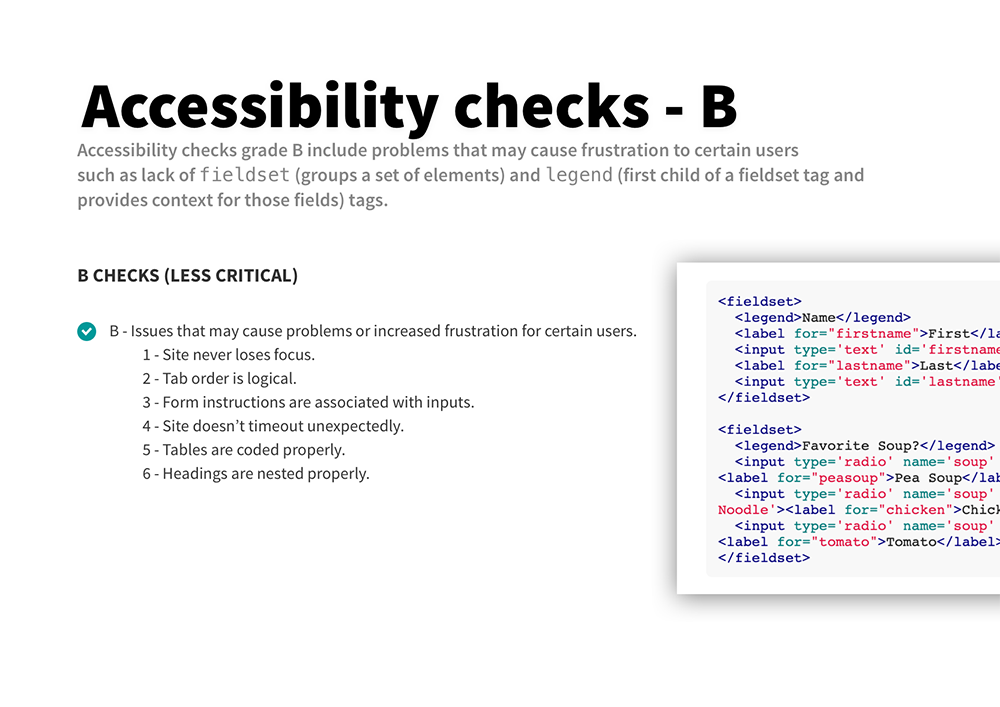 Accessibility checks - B
Accessibility checks grade B include problems that may cause frustration to certain users
such as lack of fieldset (groups a set of elements) and legend (first child of a fieldset tag and
provides context for those fields) tags.
B CHECKS (LESS CRITICAL)
B - Issues that may cause problems or increased frustration for certain users.
1 - Site never loses focus.
2 - Tab order is logical.
3 - Form instructions are associated with inputs.
4 - Site doesn’t timeout unexpectedly.
5 - Tables are coded properly.
6 - Headings are nested properly.
<fieldset>
<legend>Name</legend>
<label for="firstname">First</la
<input type='text' id='firstname
<label for="lastname">Last</labe
<input type='text' id='lastname'
</fieldset>
<fieldset>
<legend>Favorite Soup?</legend>
<input type='radio' name='soup'
<label for="peasoup">Pea Soup</lab
<input type='radio' name='soup'
Noodle'><label for="chicken">Chick
<input type='radio' name='soup'
<label for="tomato">Tomato</label>
</fieldset>